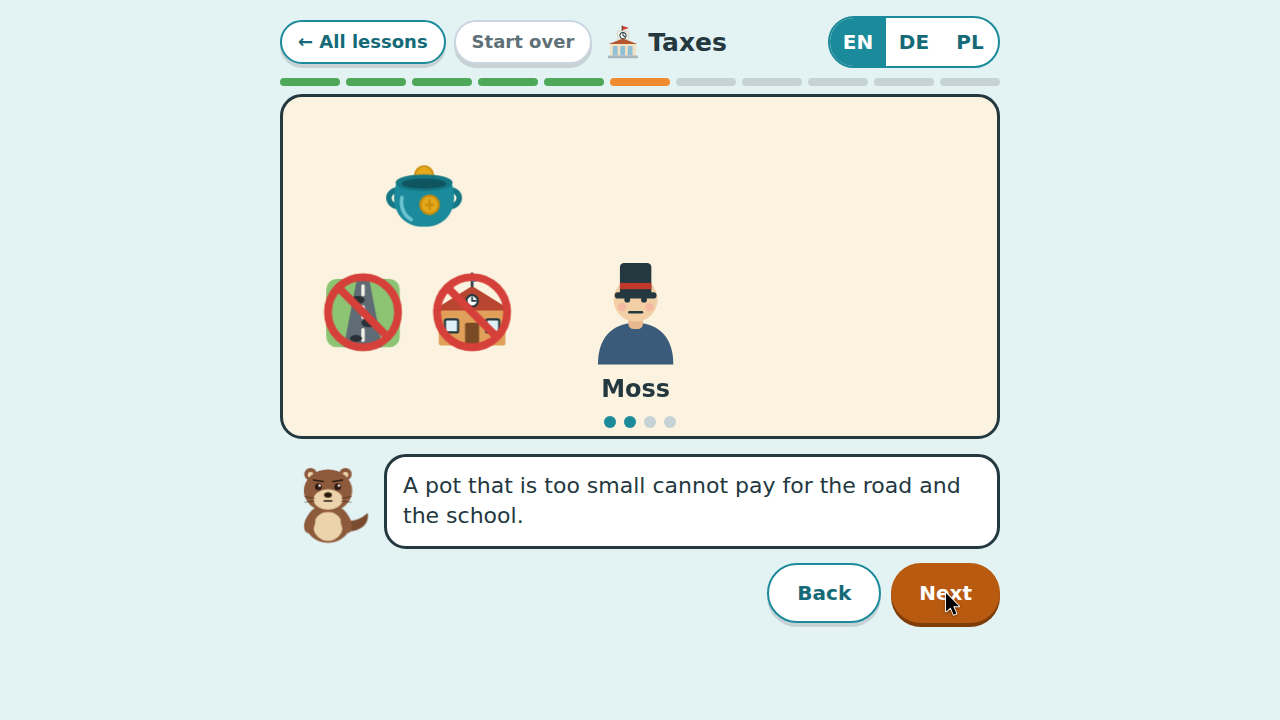 ← All lessons
Start over
Taxes
EN DE PL
Moss
A pot that is too small cannot pay for the road and
the school.
Back
Next